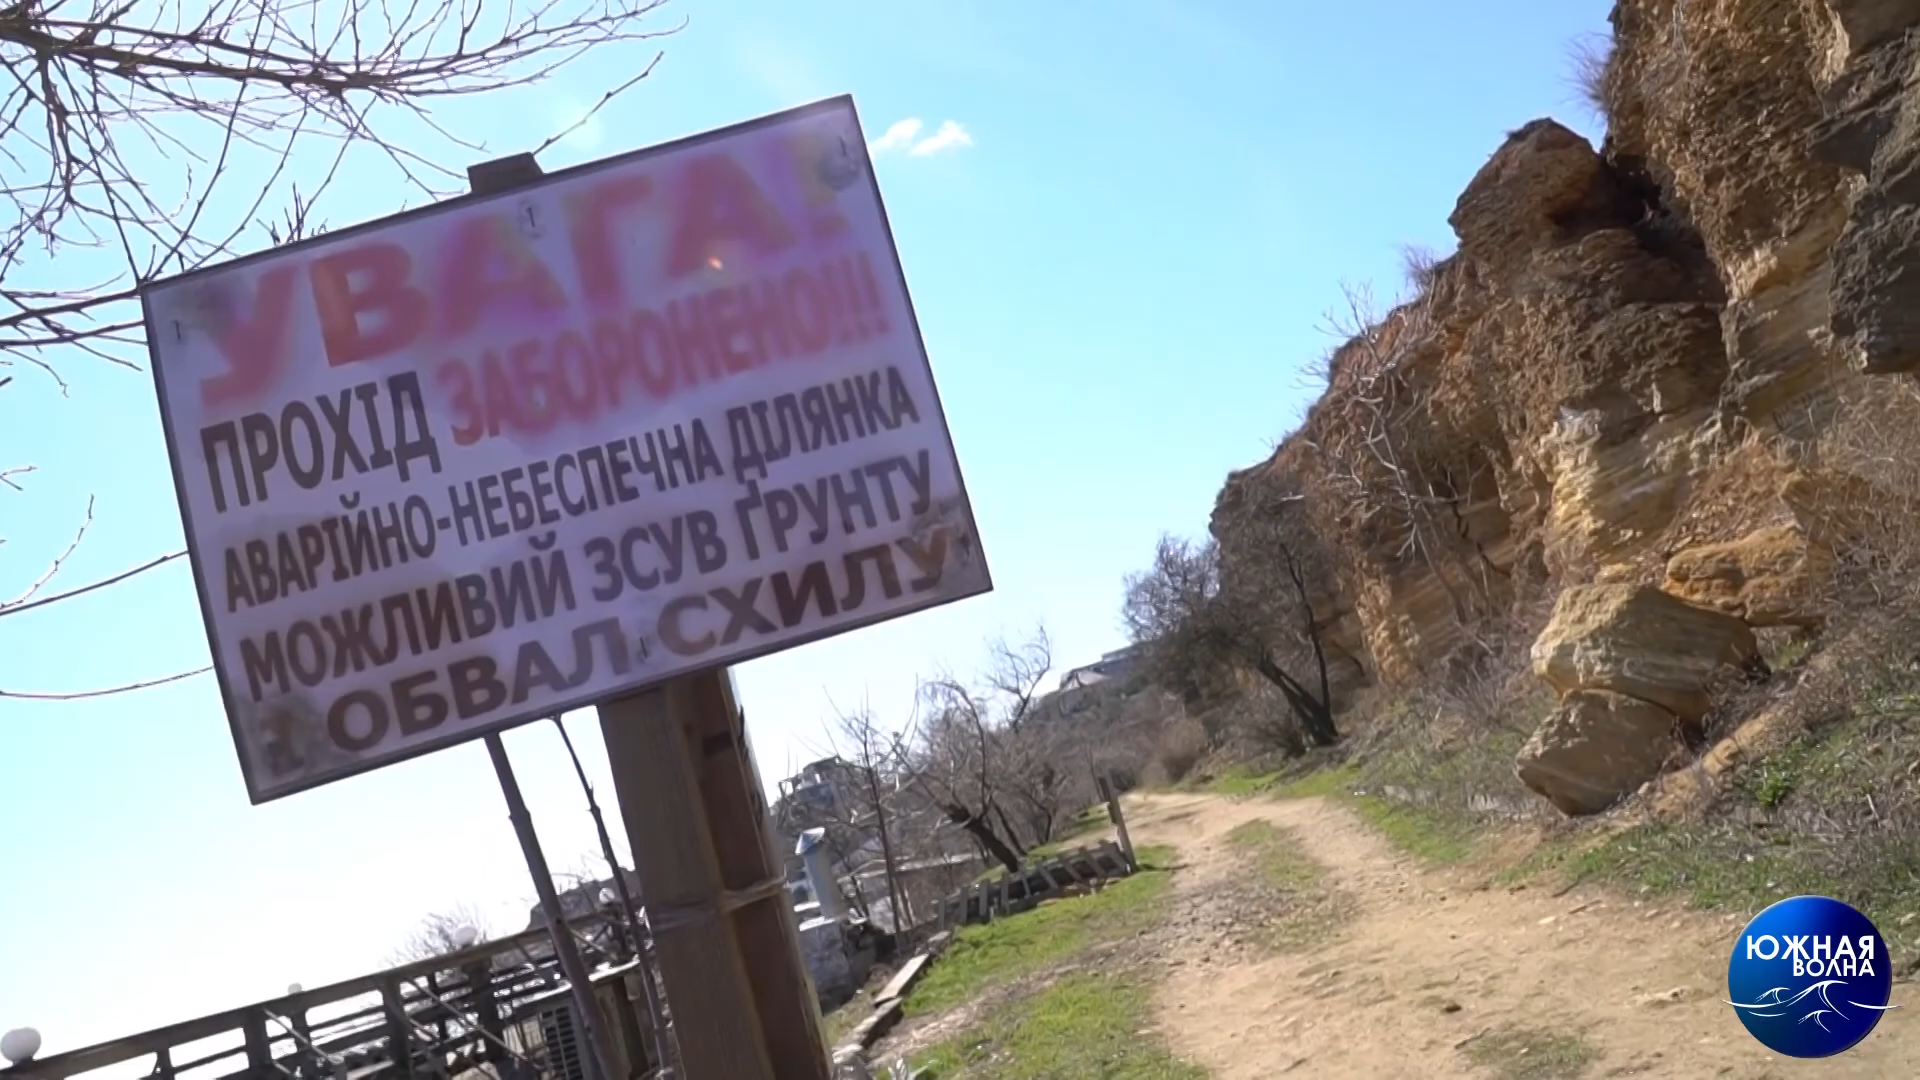 УВАГА!
ПРОХІД ЗАБОРОНЕНО!!!
АВАРІЙНО-НЕБЕСПЕЧНА ДІЛЯНКА
МОЖЛИВИЙ ЗСУВ ҐРУНТУ
І ОБВАЛ СХИЛУ
ЮЖНАЯ
ВОЛНА